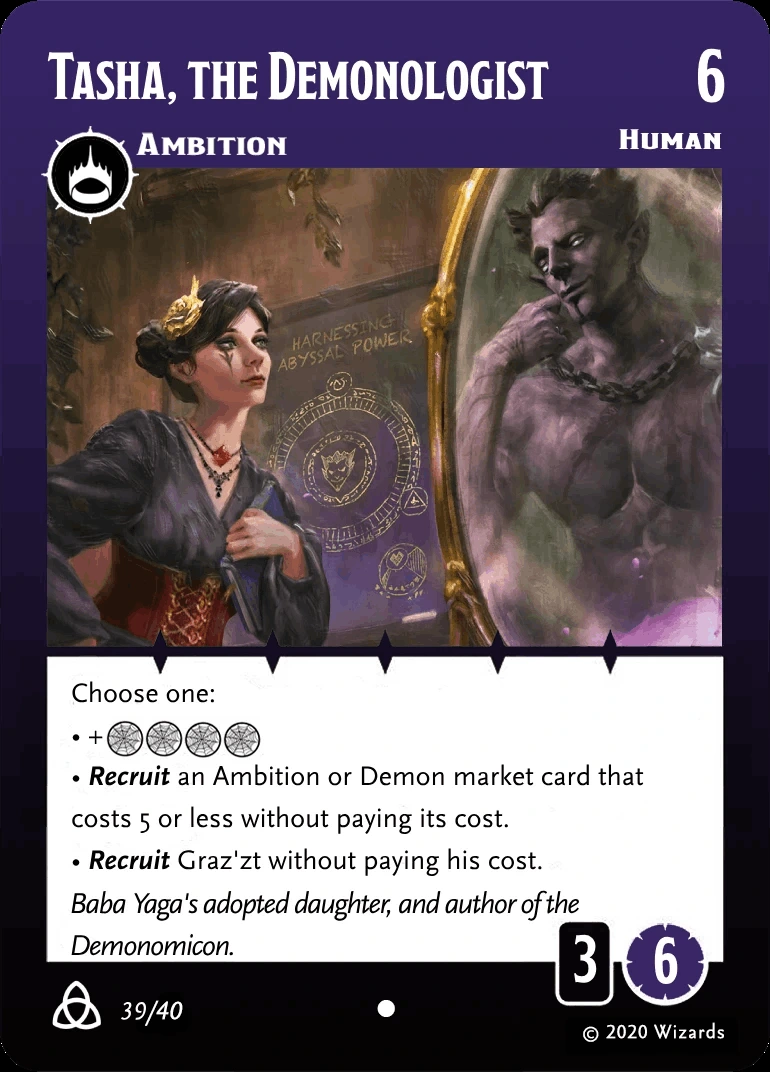 TASHA, THE DEMONOLOGIST 6
AMBITION HUMAN
HARNESSING
ABYSSAL POWER
Choose one:
• +
• Recruit an Ambition or Demon market card that
costs 5 or less without paying its cost.
• Recruit Graz'zt without paying his cost.
Baba Yaga's adopted daughter, and author of the
Demonomicon.
3 6
39/40
© 2020 Wizards